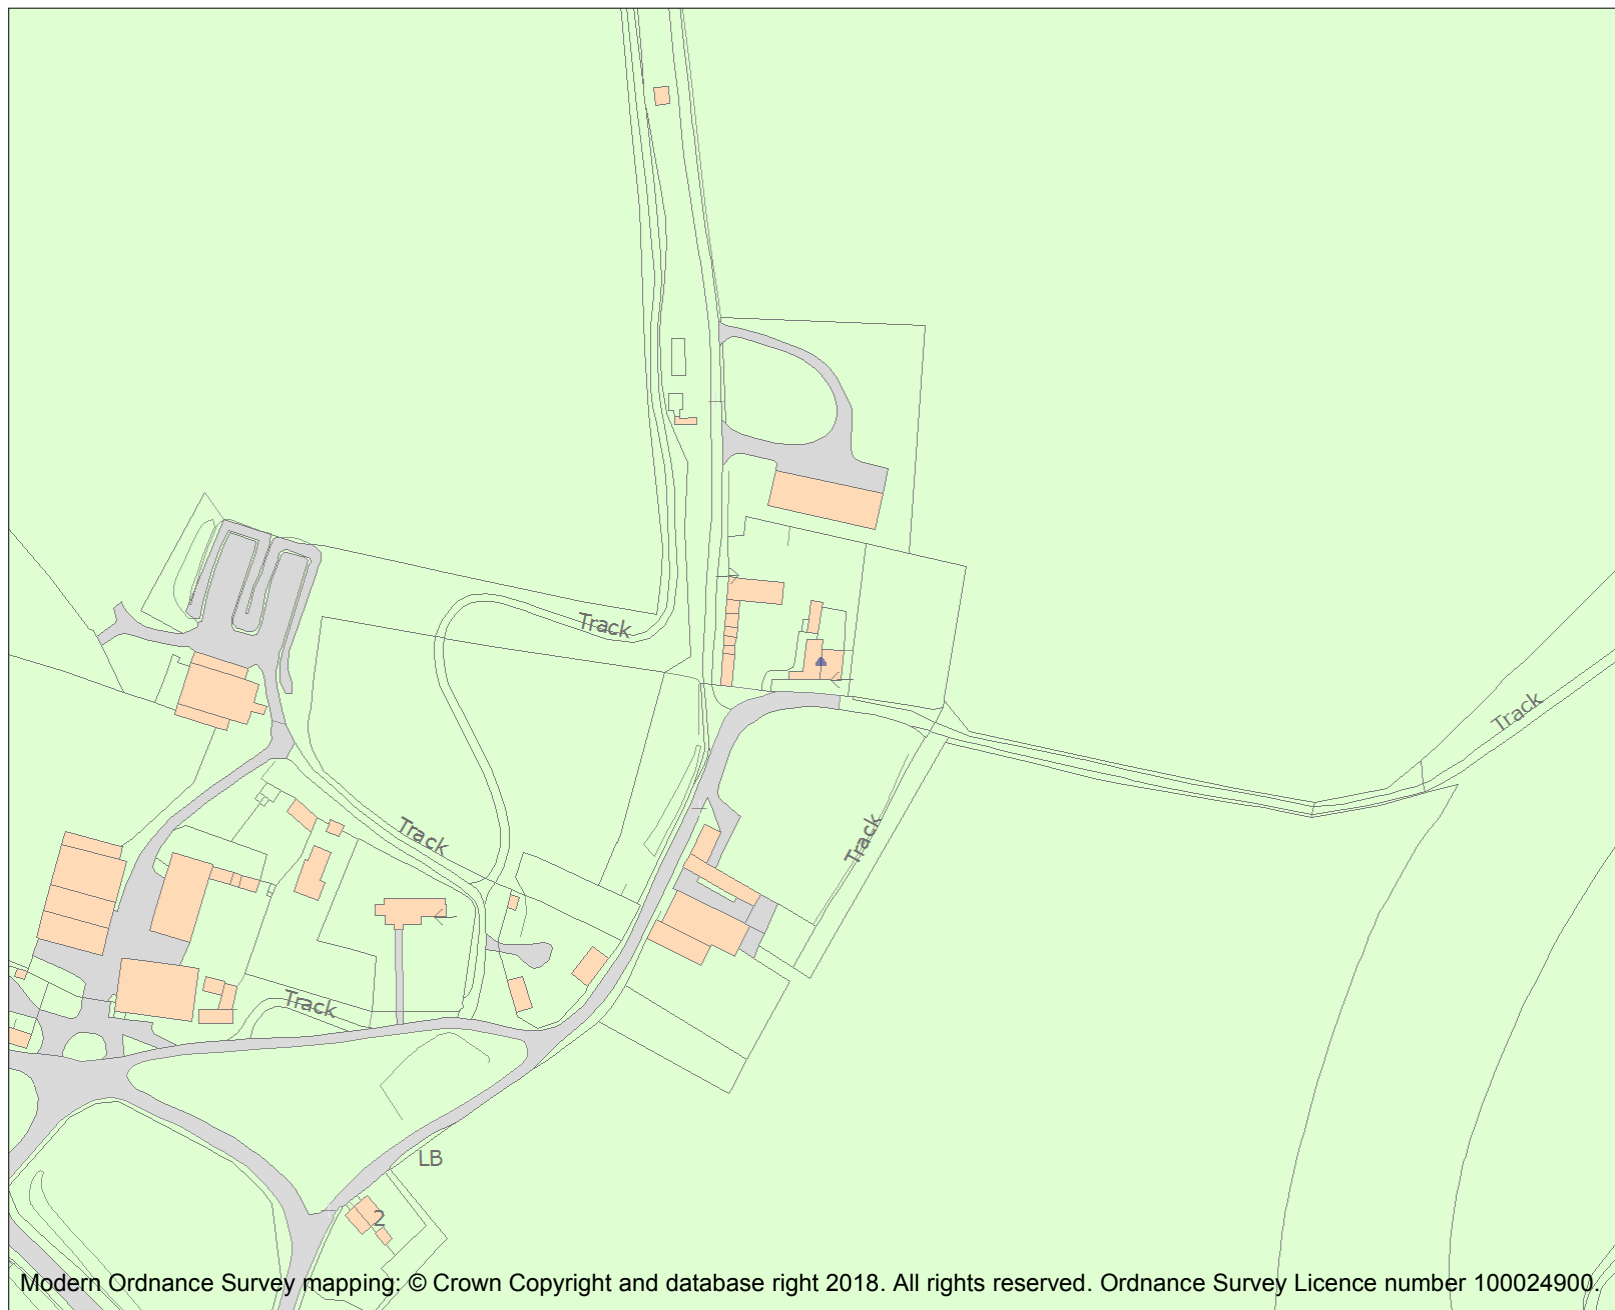 Track
Track
Track
Track
Track
LB
2
Modern Ordnance Survey mapping: © Crown Copyright and database right 2018. All rights reserved. Ordnance Survey Licence number 100024900.